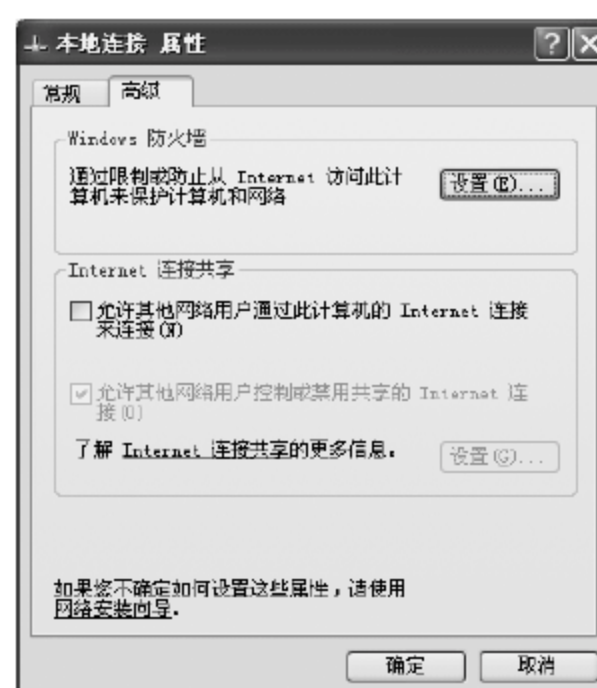 本地连接 属性
常规 高级
Windows 防火墙
通过限制或防止从 Internet 访问此计
算机来保护计算机和网络
设置(E)...
Internet 连接共享
允许其他网络用户通过此计算机的 Internet 连接
来连接(N)
允许其他网络用户控制或禁用共享的 Internet 连
接(O)
了解 Internet 连接共享的更多信息。
设置(G)...
如果您不确定如何设置这些属性，请使用
网络安装向导。
确定 取消